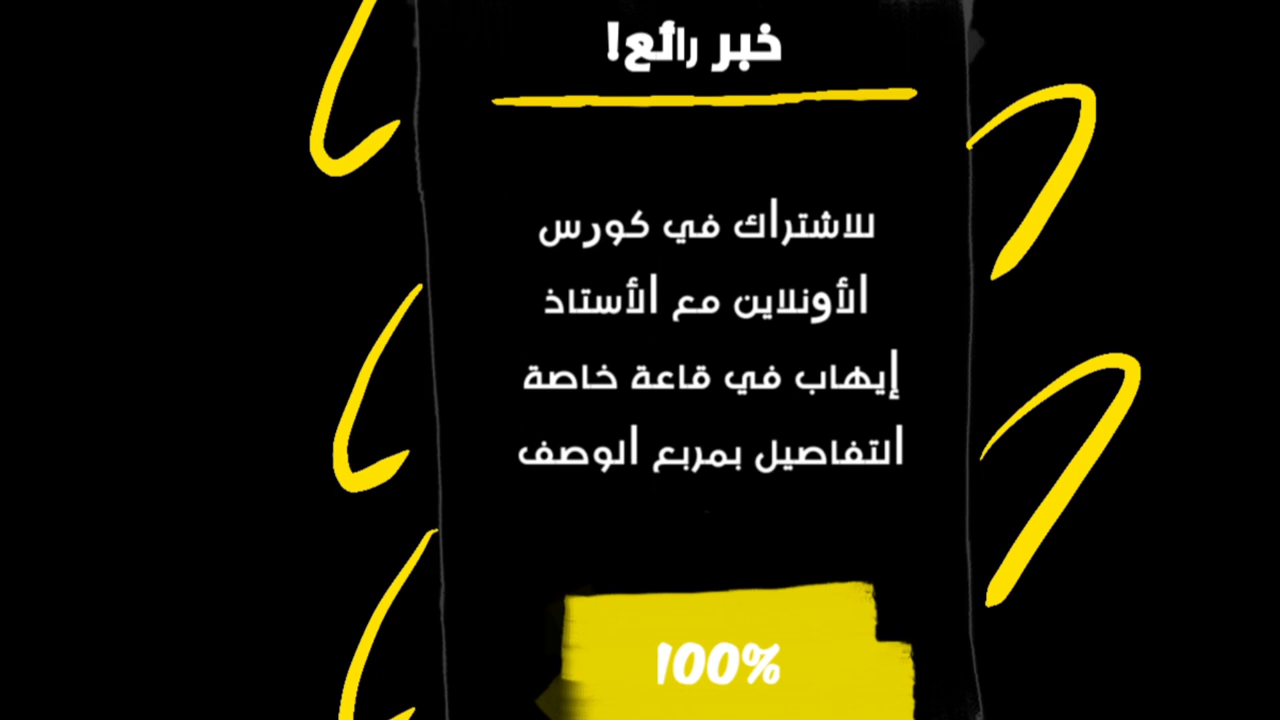 خبر رائع!
للاشتراك في كورس
الأونلاين مع الأستاذ
إيهاب في قاعة خاصة
التفاصيل بمربع الوصف
100%